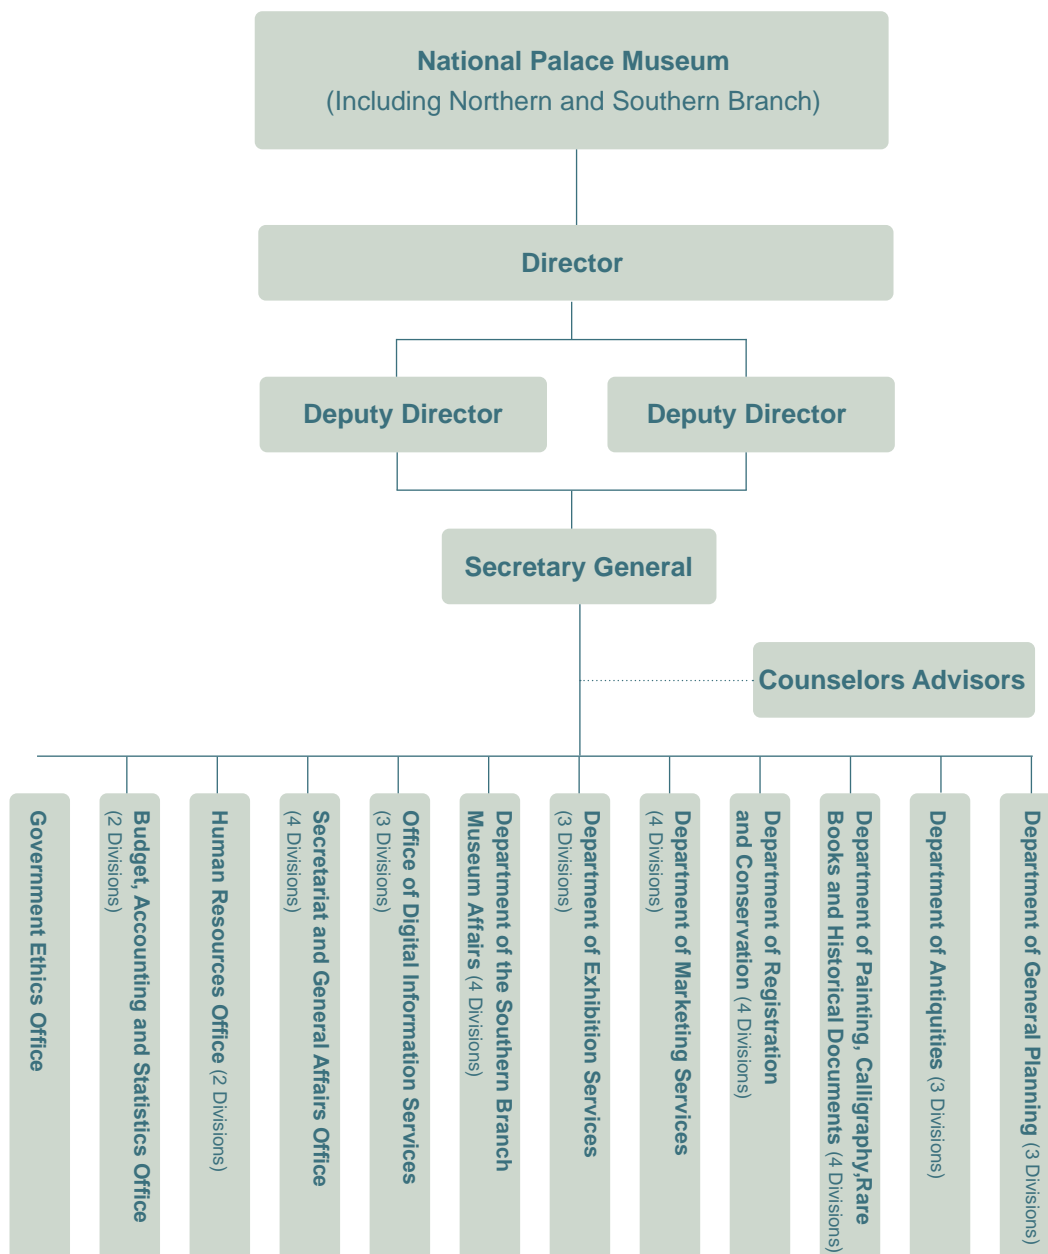 National Palace Museum
(Including Northern and Southern Branch)
Director
Deputy Director
Deputy Director
Secretary General
Counselors Advisors
Government Ethics Office
Budget, Accounting and Statistics Office
(2 Divisions)
Human Resources Office (2 Divisions)
Secretariat and General Affairs Office
(4 Divisions)
Office of Digital Information Services
(3 Divisions)
Department of the Southern Branch
Museum Affairs (4 Divisions)
Department of Exhibition Services
(3 Divisions)
Department of Marketing Services
(4 Divisions)
Department of Registration
and Conservation (4 Divisions)
Department of Painting, Calligraphy,Rare
Books and Historical Documents (4 Divisions)
Department of Antiquities (3 Divisions)
Department of General Planning (3 Divisions)